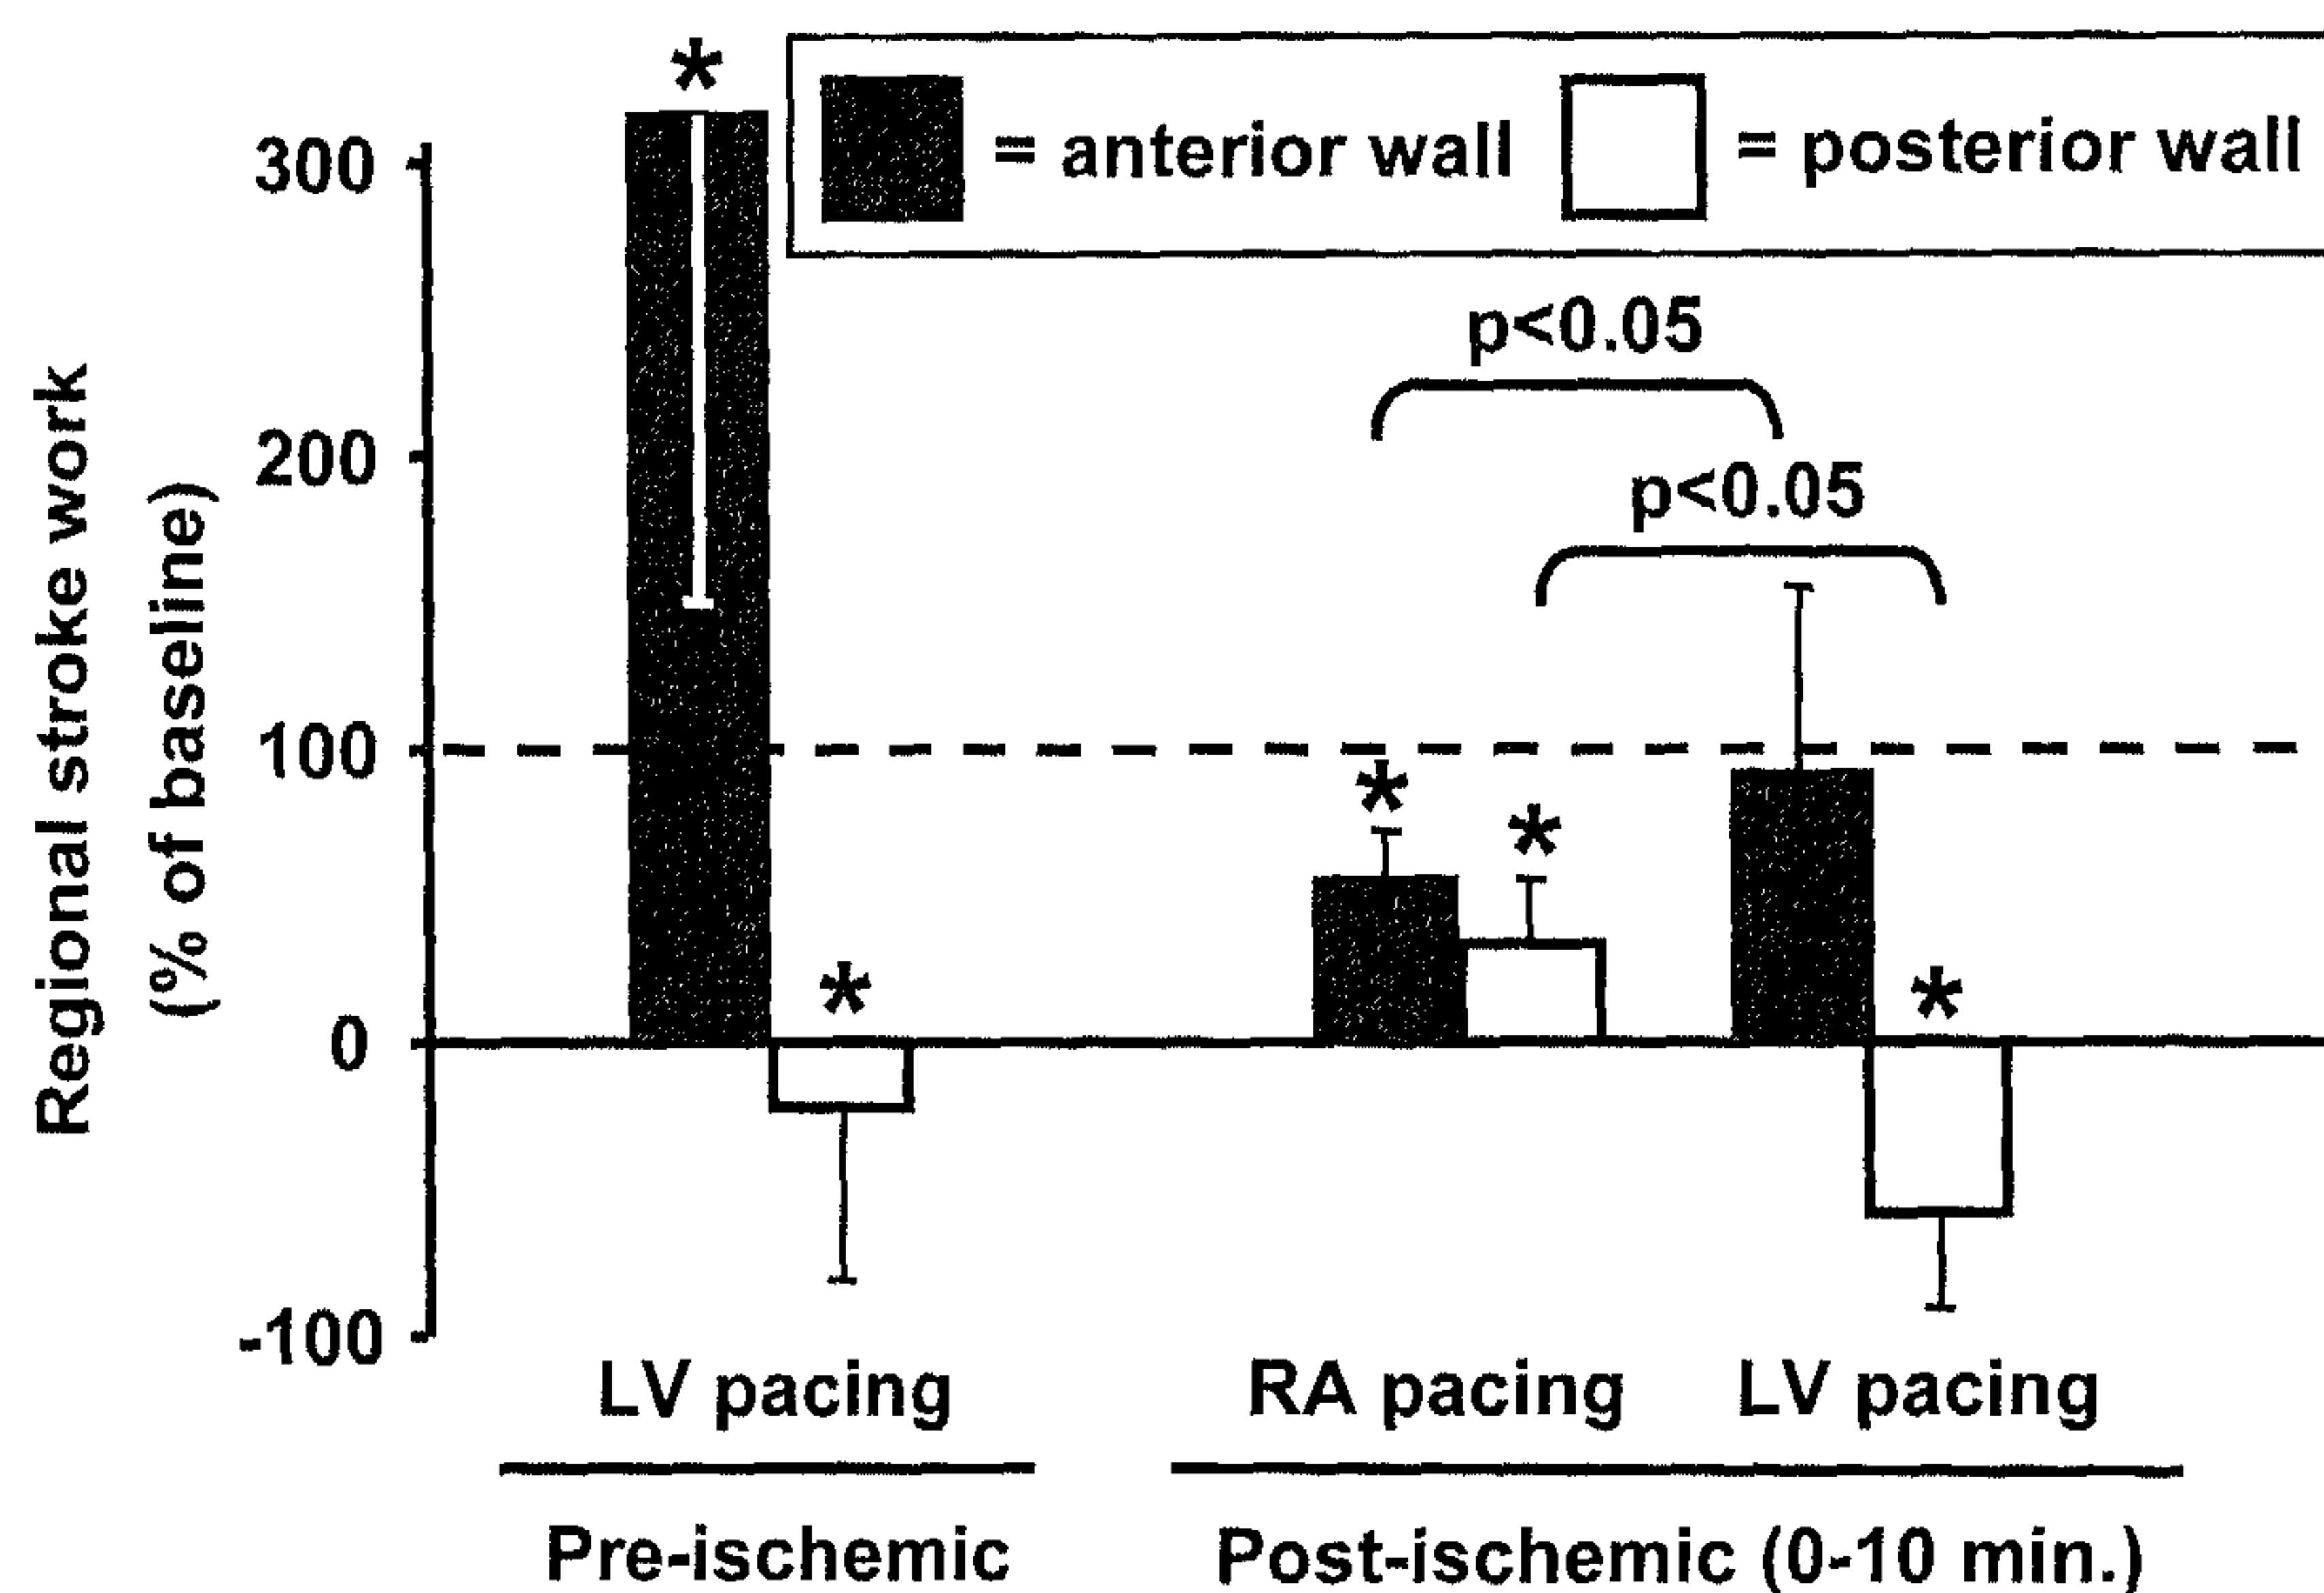 *
= anterior wall = posterior wall
300
p<0.05
200
p<0.05
Regional stroke work
(% of baseline)
100
*
*
*
*
0
-100
LV pacing RA pacing LV pacing
Pre-ischemic Post-ischemic (0-10 min.)